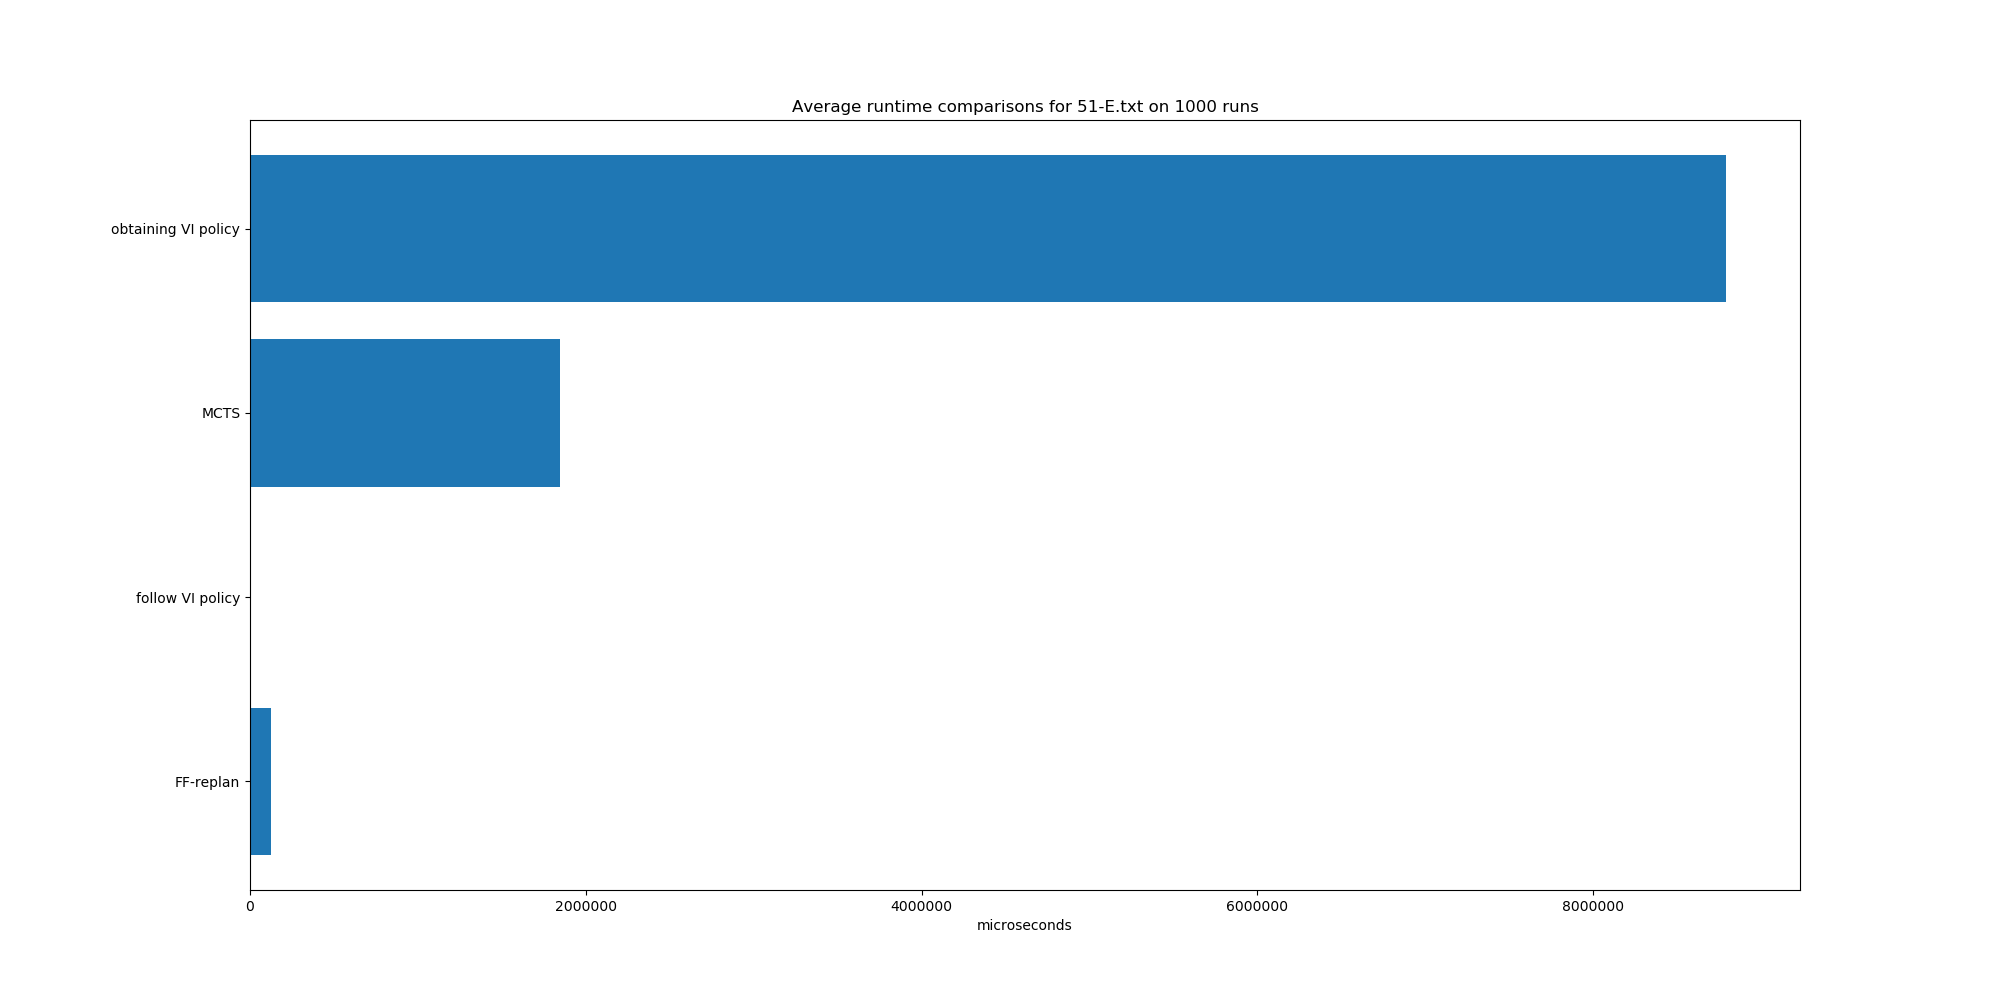 Average runtime comparisons for 51-E.txt on 1000 runs
obtaining VI policy
MCTS
follow VI policy
FF-replan
0 2000000 4000000 6000000 8000000
microseconds